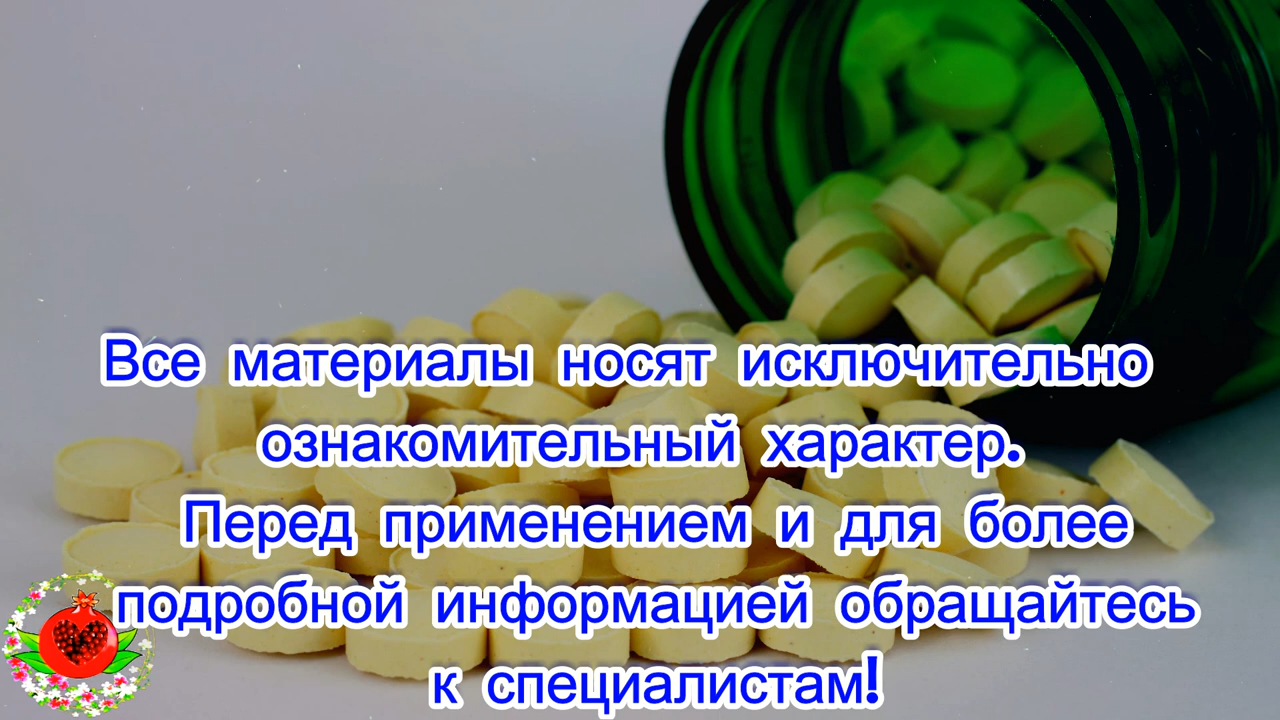 Все материалы носят исключительно
ознакомительный характер.
Перед применением и для более
подробной информацией обращайтесь
к специалистам!